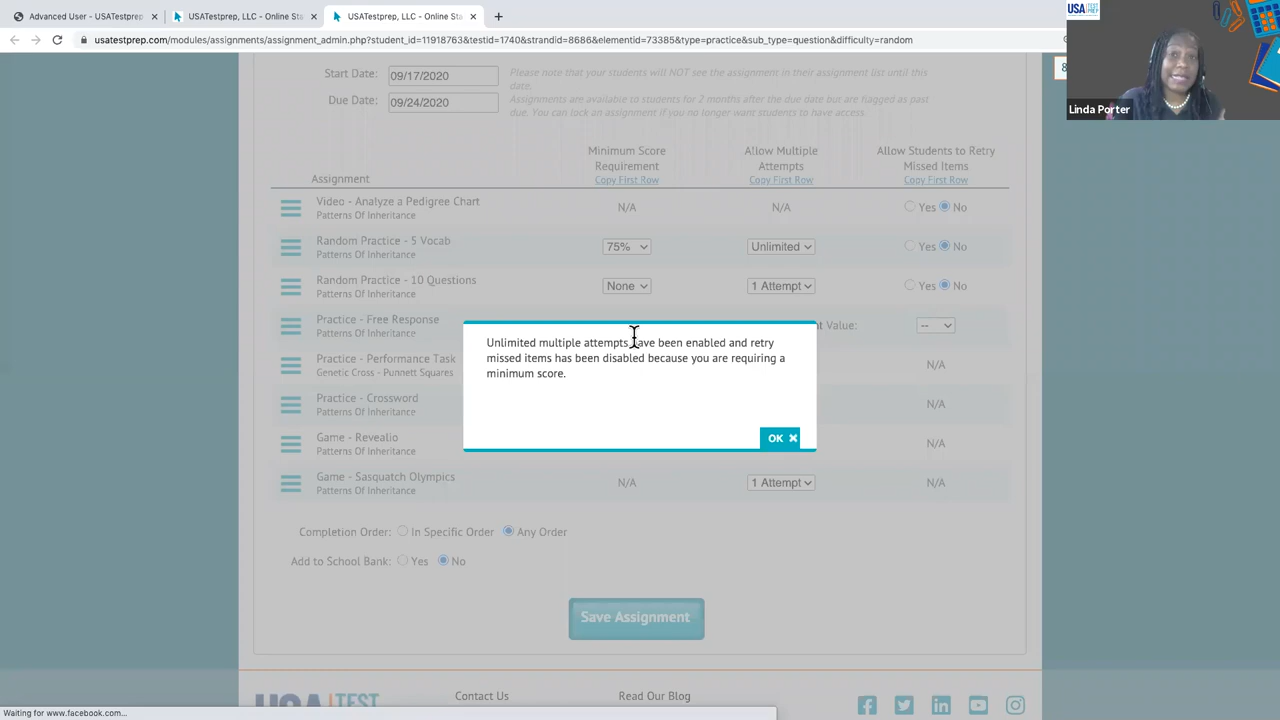 Advanced User - USATestprep
USATestprep, LLC - Online Sta
USATestprep, LLC - Online Sta
usatestprep.com/modules/assignments/assignment_admin.php?student_id=11918763&testid=1740&strandid=8686&elementid=73385&type=practice&sub_type=question&difficulty=random
USA
TESTPREP
Linda Porter
8
Start Date: 09/17/2020
Please note that your students will NOT see the assignment in their assignment list until this
date.
Due Date: 09/24/2020
Assignments are available to students for 2 months after the due date but are flagged as past
due. You can lock an assignment if you no longer want students to have access.
Minimum Score Allow Multiple Allow Students to Retry
Requirement Attempts Missed Items
Assignment Copy First Row Copy First Row Copy First Row
Video - Analyze a Pedigree Chart
Patterns Of Inheritance
N/A N/A Yes No
Random Practice - 5 Vocab
Patterns Of Inheritance
75% Unlimited Yes No
Random Practice - 10 Questions
Patterns Of Inheritance
None 1 Attempt Yes No
Practice - Free Response
Patterns Of Inheritance
t Value: --
Practice - Performance Task
Genetic Cross - Punnett Squares
N/A
Practice - Crossword
Patterns Of Inheritance
N/A
Game - Revealio
Patterns Of Inheritance
N/A
Game - Sasquatch Olympics
Patterns Of Inheritance
N/A 1 Attempt N/A
Unlimited multiple attempts have been enabled and retry
missed items has been disabled because you are requiring a
minimum score.
OK
Completion Order: In Specific Order Any Order
Add to School Bank: Yes No
Save Assignment
USA TEST
Contact Us Read Our Blog
Waiting for www.facebook.com...